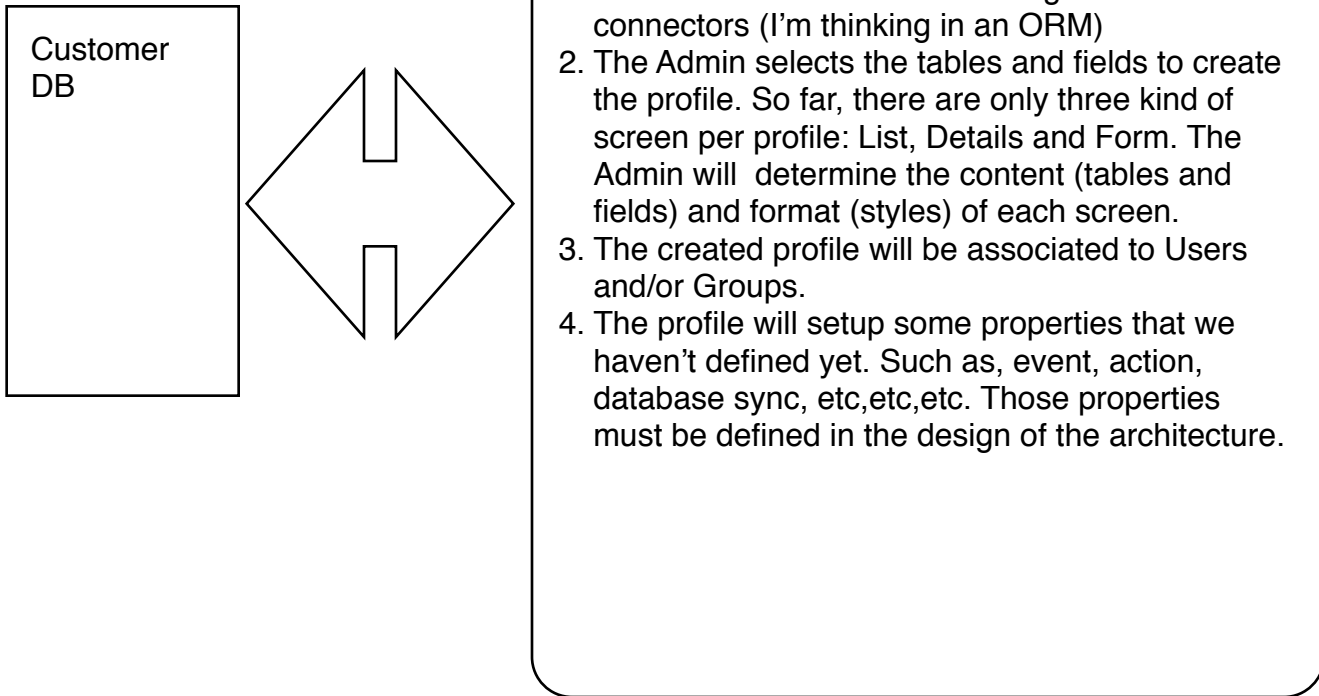 Customer
DB
connectors (I'm thinking in an ORM)
2. The Admin selects the tables and fields to create
the profile. So far, there are only three kind of
screen per profile: List, Details and Form. The
Admin will  determine the content (tables and
fields) and format (styles) of each screen.
3. The created profile will be associated to Users
and/or Groups.
4. The profile will setup some properties that we
haven't defined yet. Such as, event, action,
database sync, etc,etc,etc. Those properties
must be defined in the design of the architecture.